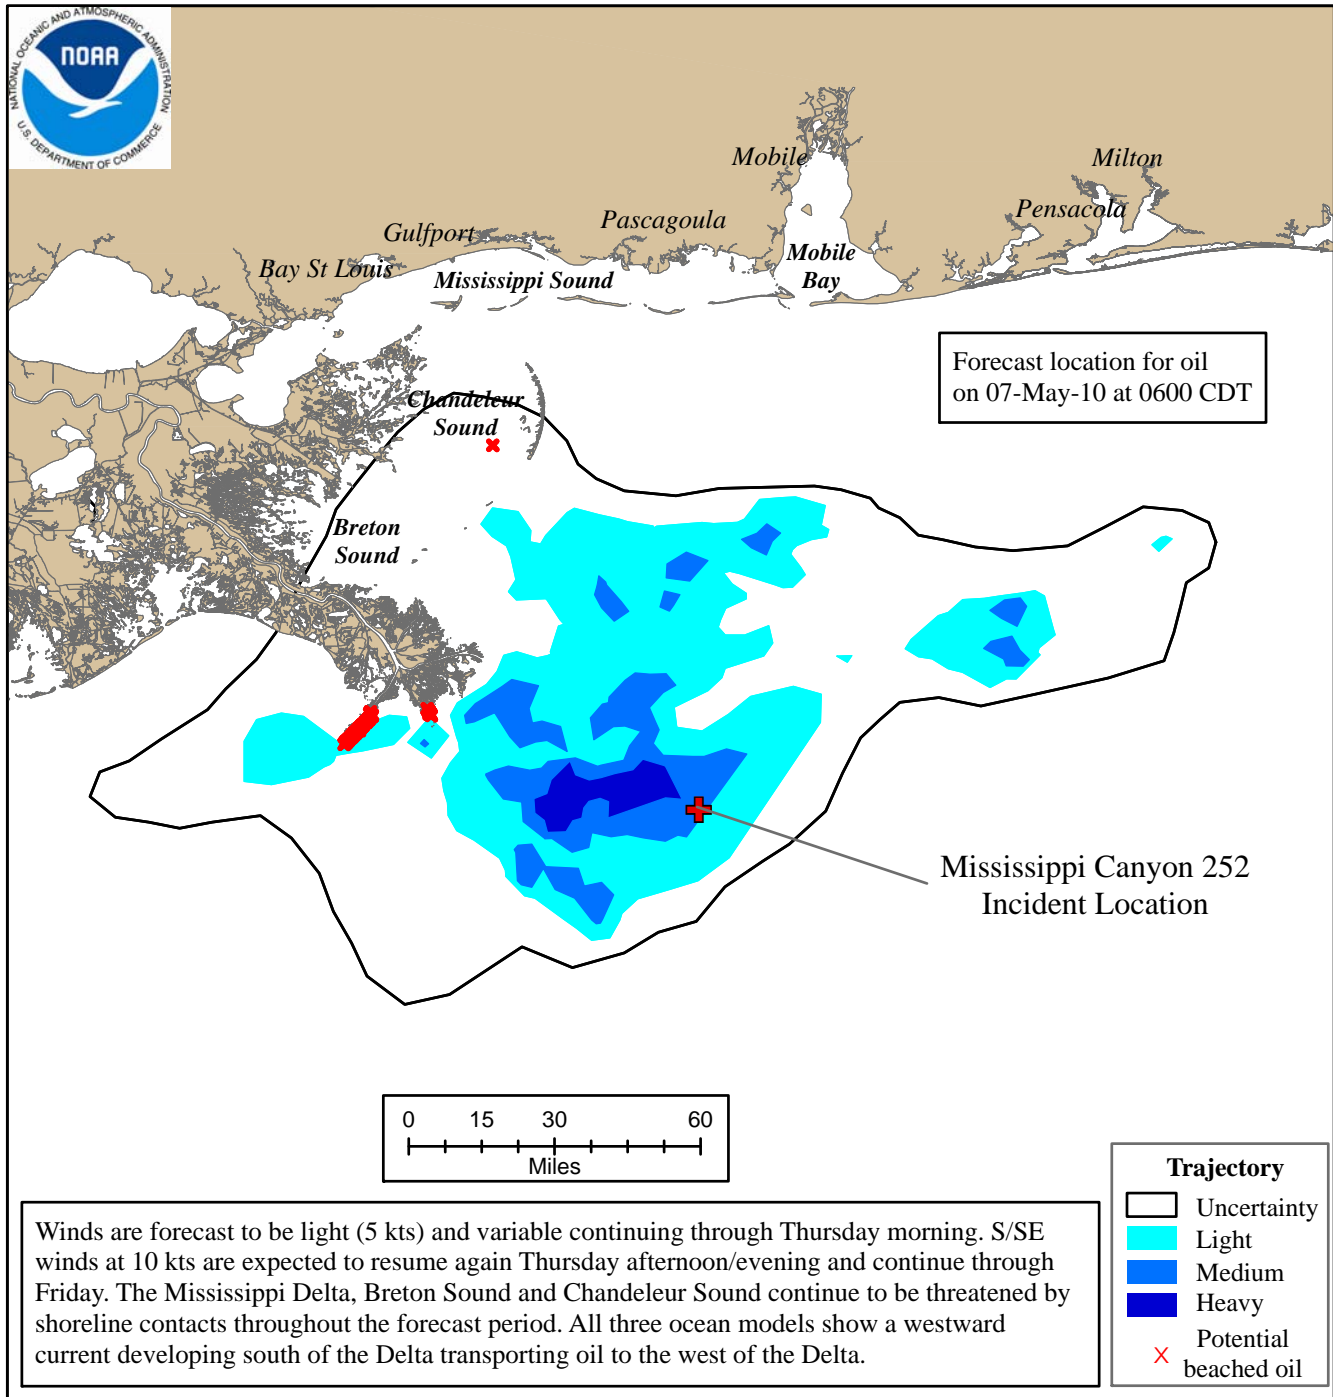 NATIONAL OCEANIC AND ATMOSPHERIC ADMINISTRATION
NOAA
U.S. DEPARTMENT OF COMMERCE
Mobile
Milton
Pensacola
Pascagoula
Gulfport
Bay St Louis
Mississippi Sound
Mobile
Bay
Forecast location for oil
on 07-May-10 at 0600 CDT
Chandeleur
Sound
Breton
Sound
Mississippi Canyon 252
Incident Location
0 15 30 60
Miles
Trajectory
Uncertainty
Light
Medium
Heavy
Potential
beached oil
Winds are forecast to be light (5 kts) and variable continuing through Thursday morning. S/SE
winds at 10 kts are expected to resume again Thursday afternoon/evening and continue through
Friday. The Mississippi Delta, Breton Sound and Chandeleur Sound continue to be threatened by
shoreline contacts throughout the forecast period. All three ocean models show a westward
current developing south of the Delta transporting oil to the west of the Delta.